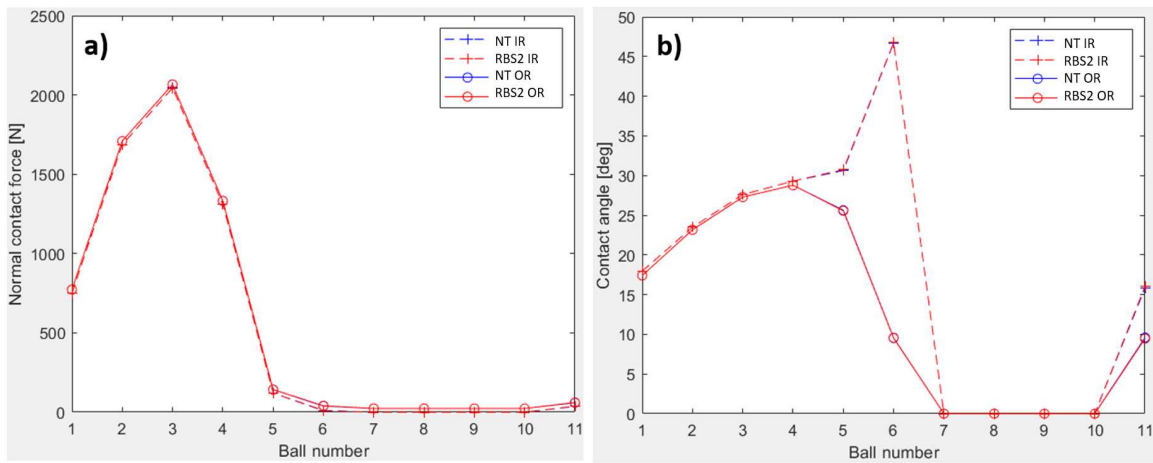 a)
NT IR
RBS2 IR
NT OR
RBS2 OR
Normal contact force [N]
2500
2000
1500
1000
500
0
1 2 3 4 5 6 7 8 9 10 11
Ball number
b)
NT IR
RBS2 IR
NT OR
RBS2 OR
Contact angle [deg]
50
45
40
35
30
25
20
15
10
5
0
1 2 3 4 5 6 7 8 9 10 11
Ball number